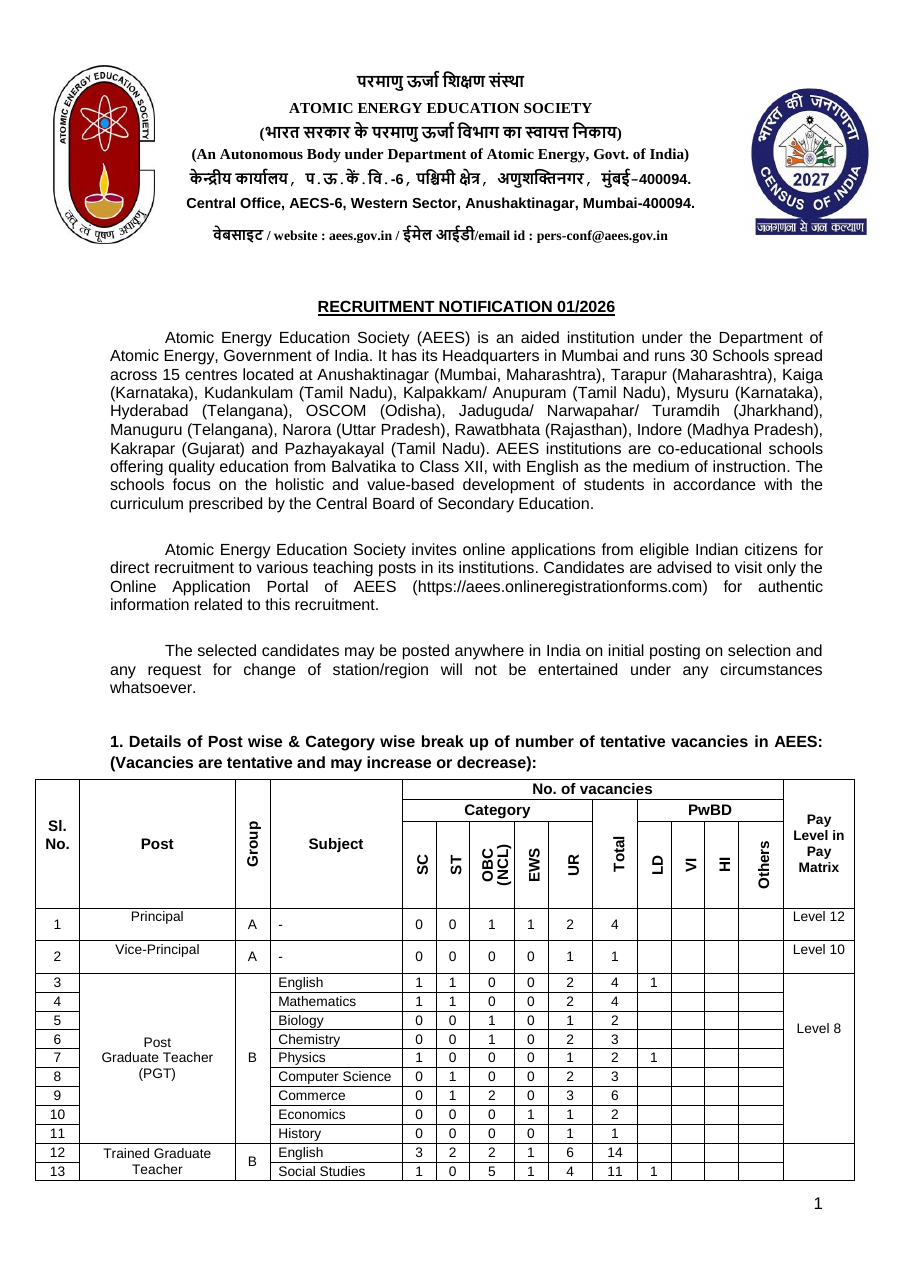 ATOMIC ENERGY EDUCATION SOCIETY
तत् त्वं पूषण अपावृणु
परमाणु ऊर्जा शिक्षण संस्था
ATOMIC ENERGY EDUCATION SOCIETY
(भारत सरकार के परमाणु ऊर्जा विभाग का स्वायत्त निकाय)
(An Autonomous Body under Department of Atomic Energy, Govt. of India)
केन्द्रीय कार्यालय, प.ऊ.कें.वि.-6, पश्चिमी क्षेत्र, अणुशक्तिनगर, मुंबई–400094.
Central Office, AECS-6, Western Sector, Anushaktinagar, Mumbai-400094.
वेबसाइट / website : aees.gov.in / ईमेल आईडी/email id : pers-conf@aees.gov.in
भारत की जनगणना
2027
CENSUS OF INDIA
जनगणना से जन कल्याण
RECRUITMENT NOTIFICATION 01/2026
Atomic Energy Education Society (AEES) is an aided institution under the Department of
Atomic Energy, Government of India. It has its Headquarters in Mumbai and runs 30 Schools spread
across 15 centres located at Anushaktinagar (Mumbai, Maharashtra), Tarapur (Maharashtra), Kaiga
(Karnataka), Kudankulam (Tamil Nadu), Kalpakkam/ Anupuram (Tamil Nadu), Mysuru (Karnataka),
Hyderabad (Telangana), OSCOM (Odisha), Jaduguda/ Narwapahar/ Turamdih (Jharkhand),
Manuguru (Telangana), Narora (Uttar Pradesh), Rawatbhata (Rajasthan), Indore (Madhya Pradesh),
Kakrapar (Gujarat) and Pazhayakayal (Tamil Nadu). AEES institutions are co-educational schools
offering quality education from Balvatika to Class XII, with English as the medium of instruction. The
schools focus on the holistic and value-based development of students in accordance with the
curriculum prescribed by the Central Board of Secondary Education.
Atomic Energy Education Society invites online applications from eligible Indian citizens for
direct recruitment to various teaching posts in its institutions. Candidates are advised to visit only the
Online Application Portal of AEES (https://aees.onlineregistrationforms.com) for authentic
information related to this recruitment.
The selected candidates may be posted anywhere in India on initial posting on selection and
any request for change of station/region will not be entertained under any circumstances
whatsoever.
1. Details of Post wise & Category wise break up of number of tentative vacancies in AEES:
(Vacancies are tentative and may increase or decrease):
Sl. No. Post Group Subject No. of vacancies Pay Level in Pay Matrix
Category Total PwBD
SC ST OBC (NCL) EWS UR LD VI HI Others
1 Principal A - 0 0 1 1 2 4 Level 12
2 Vice-Principal A - 0 0 0 0 1 1 Level 10
3 Post Graduate Teacher (PGT) B English 1 1 0 0 2 4 1 Level 8
4 Mathematics 1 1 0 0 2 4
5 Biology 0 0 1 0 1 2
6 Chemistry 0 0 1 0 2 3
7 Physics 1 0 0 0 1 2 1
8 Computer Science 0 1 0 0 2 3
9 Commerce 0 1 2 0 3 6
10 Economics 0 0 0 1 1 2
11 History 0 0 0 0 1 1
12 Trained Graduate Teacher B English 3 2 2 1 6 14
13 Social Studies 1 0 5 1 4 11 1
1